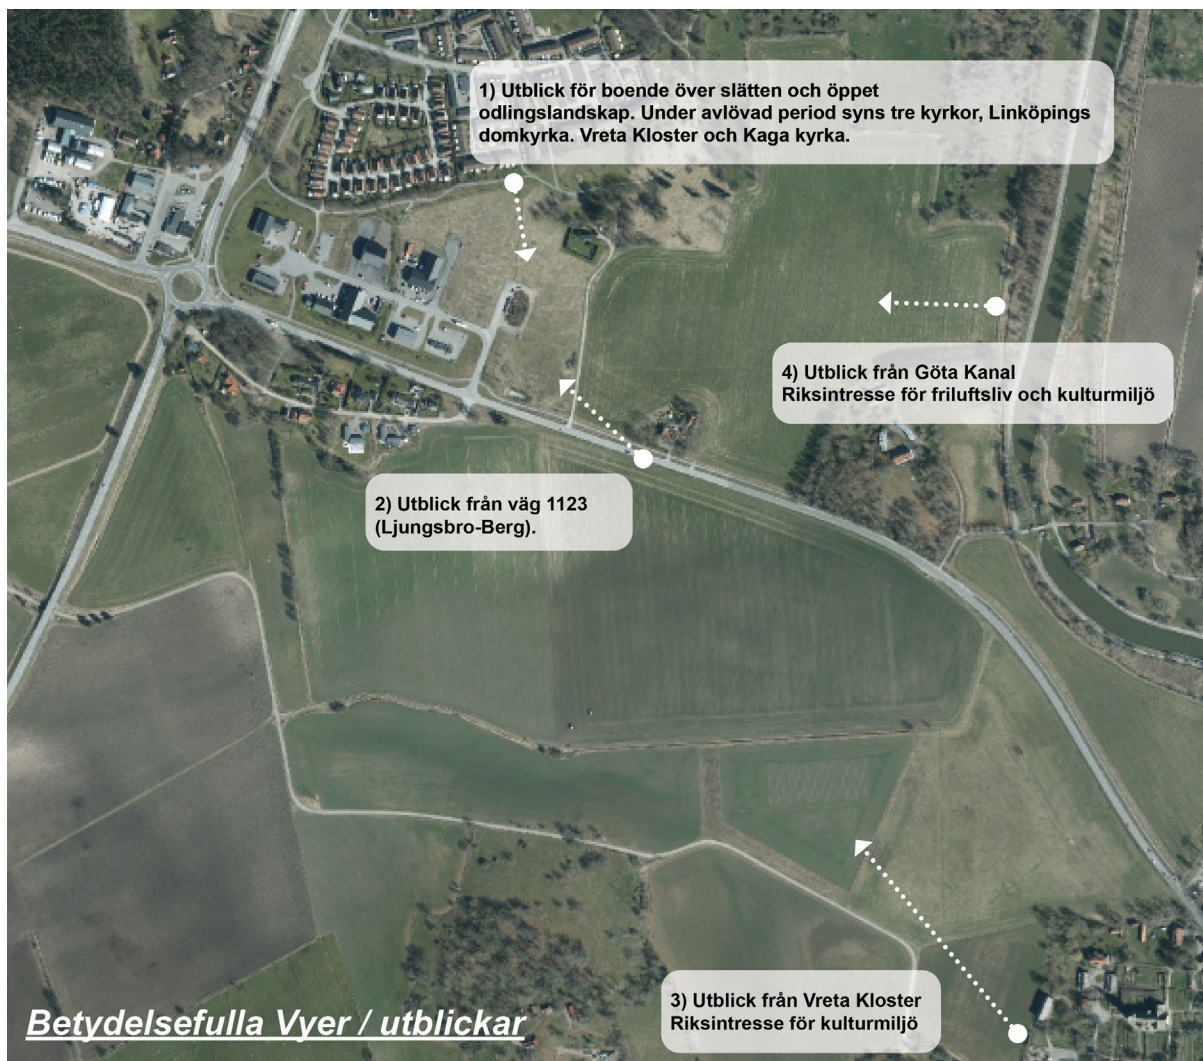 1) Utblick för boende över slätten och öppet
odlingslandskap. Under avlövad period syns tre kyrkor, Linköpings
domkyrka. Vreta Kloster och Kaga kyrka.
4) Utblick från Göta Kanal
Riksintresse för friluftsliv och kulturmiljö
2) Utblick från väg 1123
(Ljungsbro-Berg).
3) Utblick från Vreta Kloster
Riksintresse för kulturmiljö
Betydelsefulla Vyer / utblickar